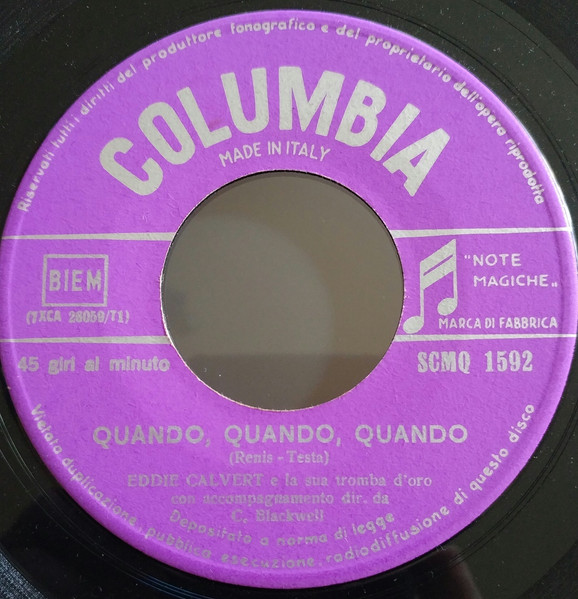 Riservati tutti i diritti del produttore fonografico e del proprietario dell'opera riprodotta
COLUMBIA
MADE IN ITALY
BIEM
(7XCA 26059/71)
"NOTE
MAGICHE„
MARCA DI FABBRICA
45 giri al minuto
SCMQ 1592
QUANDO, QUANDO, QUANDO
(Renis - Testa)
EDDIE CALVERT e la sua tromba d'oro
con accompagnamento dir. da
C. Blackwell
Depositato a norma di legge
Vietata duplicazione, pubblica esecuzione, radiodiffusione di questo disco